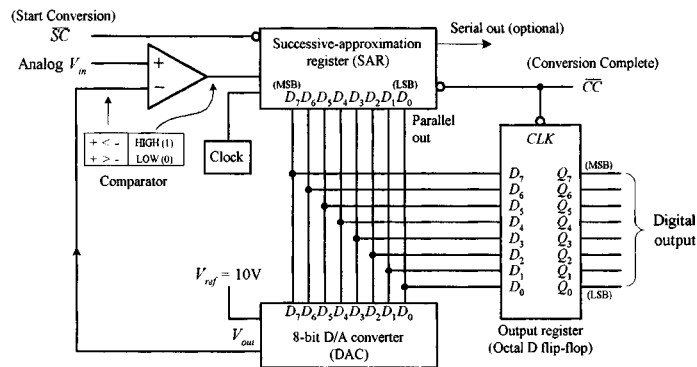 (Start Conversion)
SC
Analog V_in
+
−
+ < - HIGH (1)
+ > - LOW (0)
Comparator
Clock
Successive-approximation
register (SAR)
(MSB) (LSB)
D7 D6 D5 D4 D3 D2 D1 D0
Serial out (optional)
(Conversion Complete)
CC
Parallel
out
CLK
D7 Q7 (MSB)
D6 Q6
D5 Q5
D4 Q4
D3 Q3
D2 Q2
D1 Q1
D0 Q0 (LSB)
Digital
output
Output register
(Octal D flip-flop)
V_ref = 10V
V_out
D7 D6 D5 D4 D3 D2 D1 D0
8-bit D/A converter
(DAC)